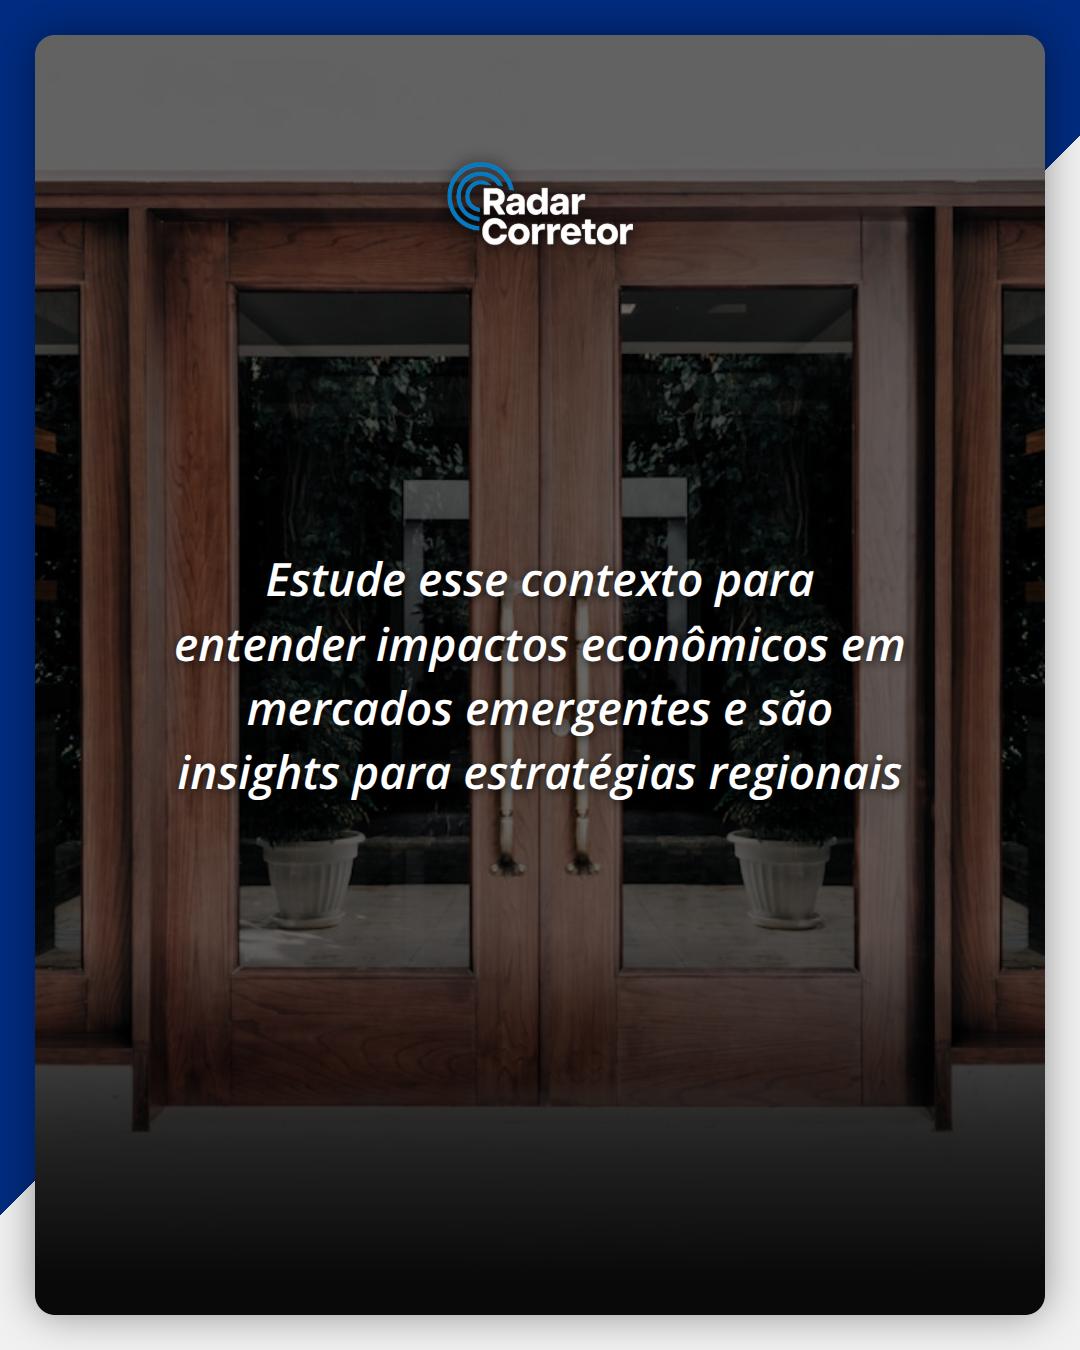 Radar
Corretor
Estude esse contexto para
entender impactos econômicos em
mercados emergentes e são
insights para estratégias regionais